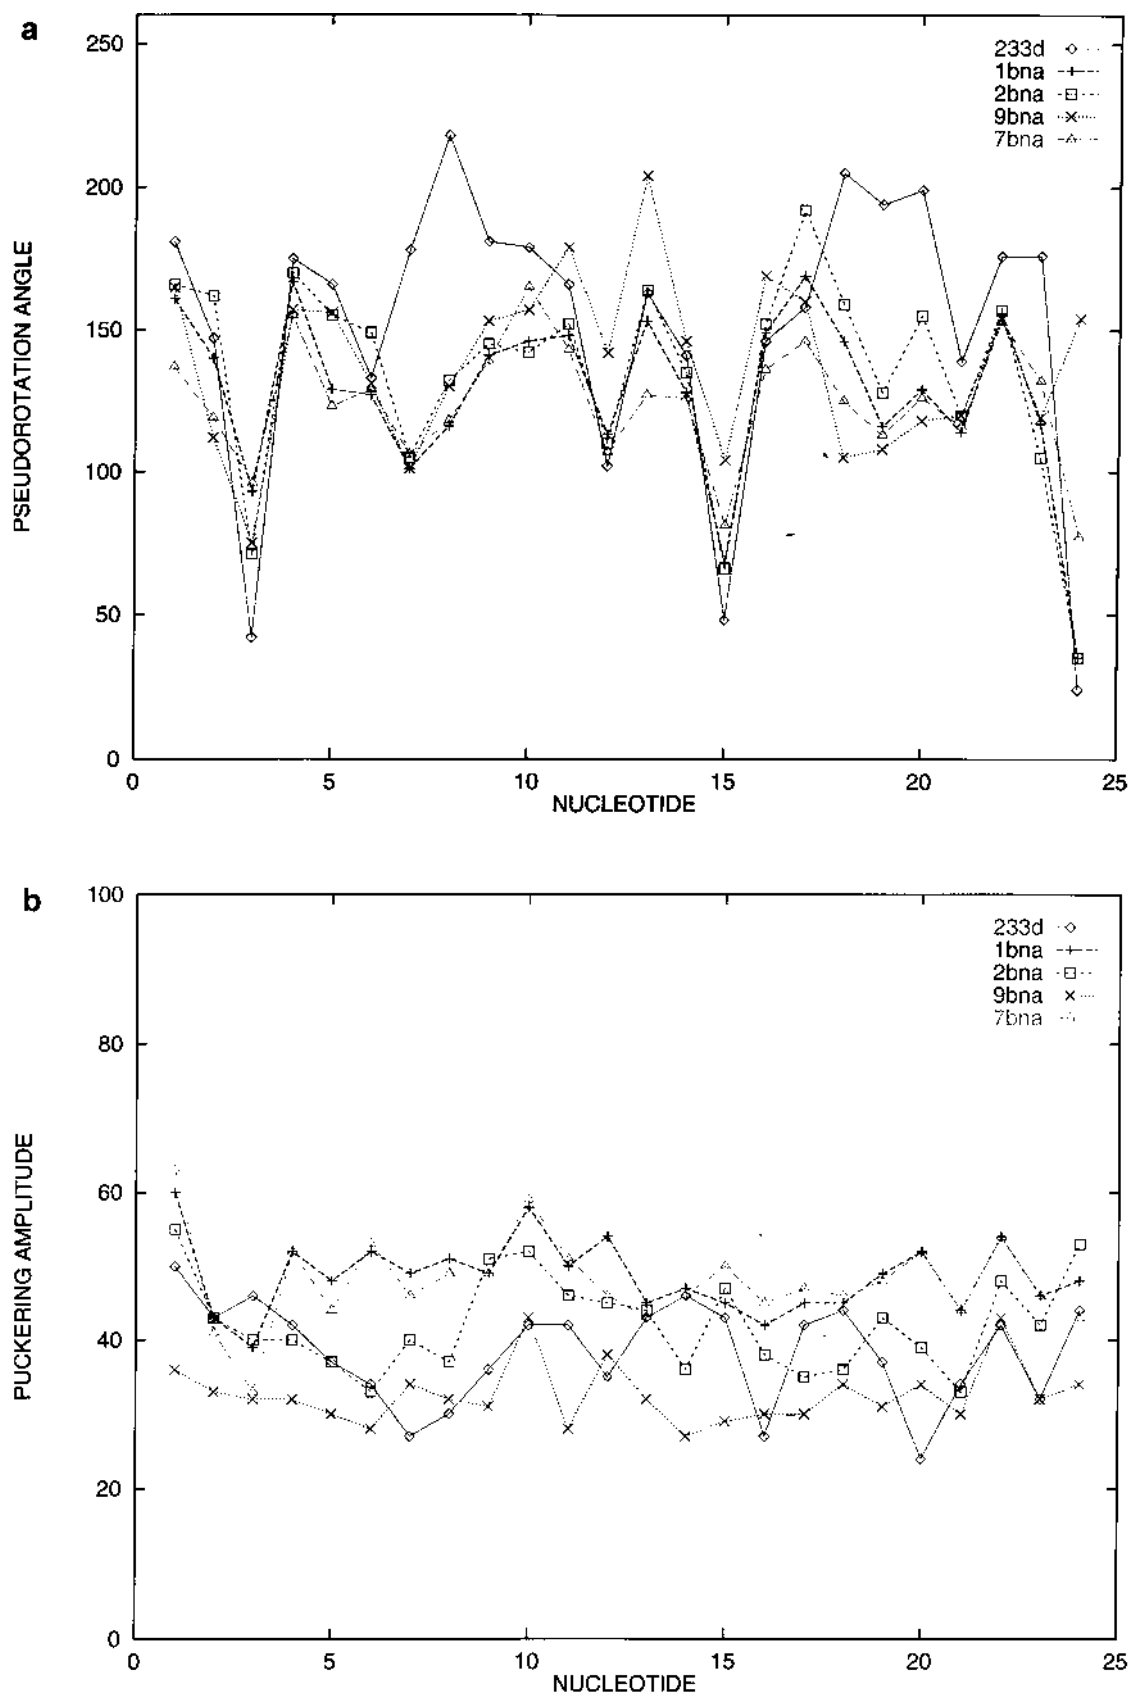 a
250
200
150
100
50
0
PSEUDOROTATION ANGLE
233d
1bna
2bna
9bna
7bna
0 5 10 15 20 25
NUCLEOTIDE
b
100
80
60
40
20
0
PUCKERING AMPLITUDE
233d
1bna
2bna
9bna
7bna
0 5 10 15 20 25
NUCLEOTIDE